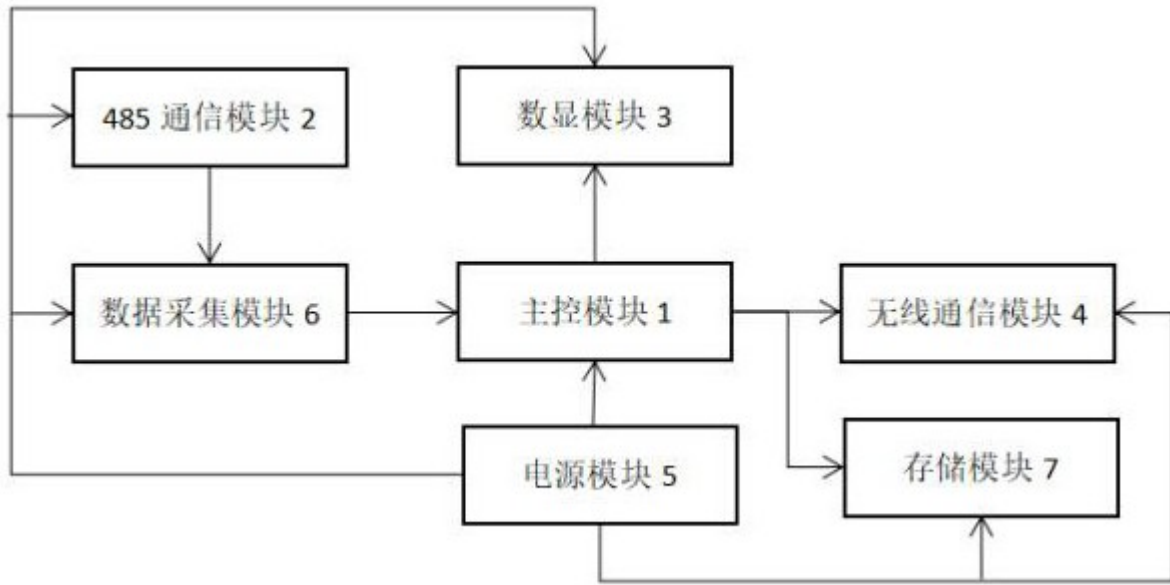 485 通信模块 2
数显模块 3
数据采集模块 6
主控模块 1
无线通信模块 4
电源模块 5
存储模块 7